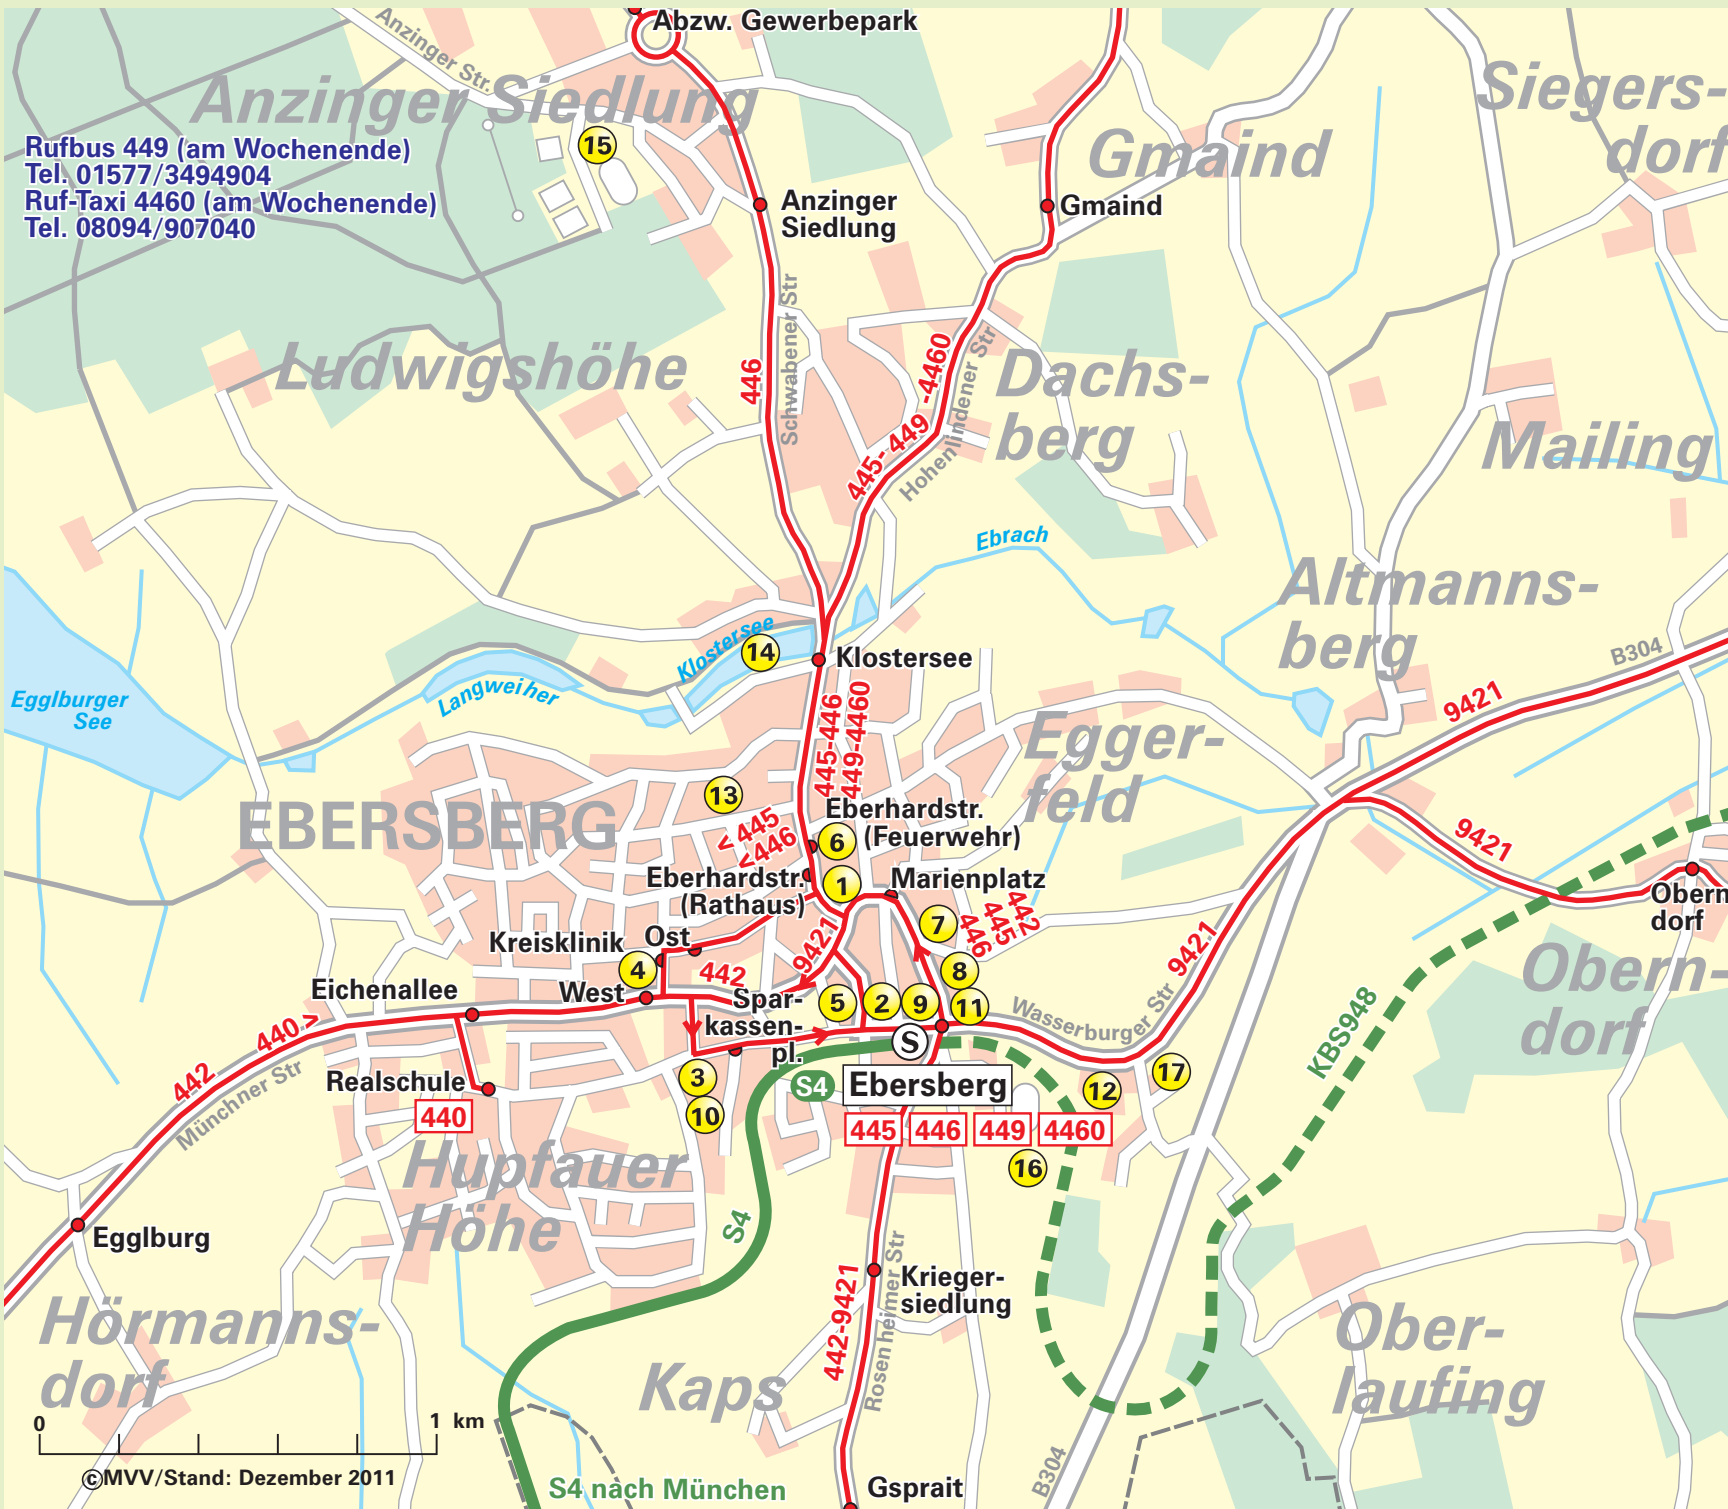 Abzw. Gewerbepark
Anzinger Str.
Anzinger Siedlung
Siegers-
dorf
Rufbus 449 (am Wochenende)
Tel. 01577/3494904
Ruf-Taxi 4460 (am Wochenende)
Tel. 08094/907040
15
Gmaind
Anzinger
Siedlung
Gmaind
Schwabener Str
446
445-449-4460
Hohenlindener Str
Ludwigshöhe
Dachs-
berg
Mailing
Ebrach
Altmanns-
berg
B304
Klostersee
14
Klostersee
Langweiher
Egglburger
See
9421
445-446
449-4460
Egger-
feld
EBERSBERG
13
< 445
<446
Eberhardstr.
(Feuerwehr)
6
9421
Eberhardstr.
(Rathaus)
1
Marienplatz
Obern
dorf
7
442
445
446
9421
9421
Kreisklinik
Ost
4
442
West
8
Obern-
dorf
Eichenallee
Spar-
kassen-
pl.
5
2
9
11
Wasserburger Str
KBS948
440 >
442
Münchner Str
S
Realschule
440
3
10
S4
Ebersberg
12
17
445
446
449
4460
16
Hupfauer
Höhe
S4
Egglburg
Krieger-
siedlung
442-9421
Rosenheimer Str
Hörmanns-
dorf
Kaps
Ober-
laufing
0
1 km
©MVV/Stand: Dezember 2011
S4 nach München
Gsprait
B304